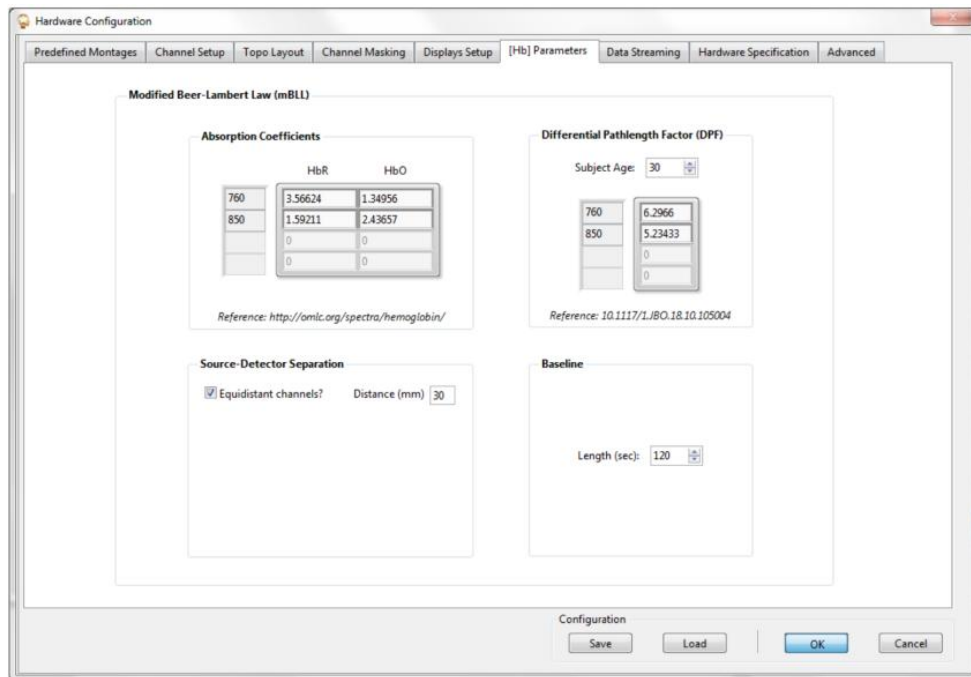 Hardware Configuration
Predefined Montages Channel Setup Topo Layout Channel Masking Displays Setup [Hb] Parameters Data Streaming Hardware Specification Advanced
Modified Beer-Lambert Law (mBLL)
Absorption Coefficients
HbR HbO
760 3.56624 1.34956
850 1.59211 2.43657
0 0
0 0
Reference: http://omlc.org/spectra/hemoglobin/
Differential Pathlength Factor (DPF)
Subject Age: 30
760 6.2966
850 5.23433
0
0
Reference: 10.1117/1.JBO.18.10.105004
Source-Detector Separation
Equidistant channels? Distance (mm) 30
Baseline
Length (sec): 120
Configuration
Save Load OK Cancel